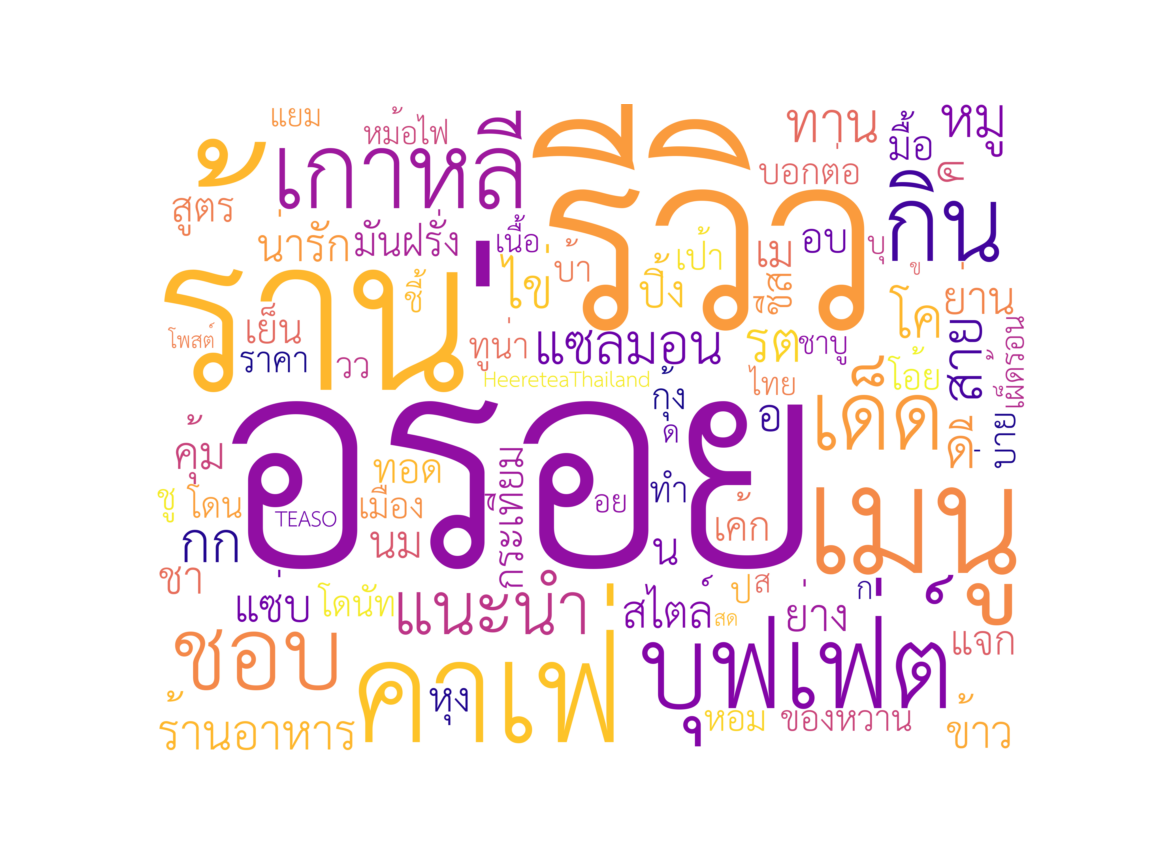 แยม
หม้อไฟ
ทาน
หมู
มื้อ
เกาหลี
รีวิว
บอกต่อ
สูตร
กิน
น่ารัก
มันฝรั่ง
เนื้อ
บ้า
เป้า
เม
อบ
บุ
ข
ร้าน
ชี้
ไข่
ปิ้ง
ซีส
โค
ย่าน
โพสต์
เย็น
ราคา
วว
ทูน่า
แซลมอน
รต
ชาบู
สาย
เผ็ดร้อน
HeereteaThailand
ไทย
โอ้ย
กุ้ง
อร่อย
ด
อ
เด็ด
ดี
บาย
คุ้ม
ทอด
กระเทียม
ชู
โดน
TEASO
เมือง
อย
ทำ
เค้ก
เมนู
กก
นม
น
ชา
แซ่บ
โดนัท
แนะนำ
สไตล์
สด
ป
ส
ก
ย่าง
ชอบ
คาเฟ่
หุง
บุฟเฟ่ต์
แจก
ร้านอาหาร
หอม
ของหวาน
ข้าว